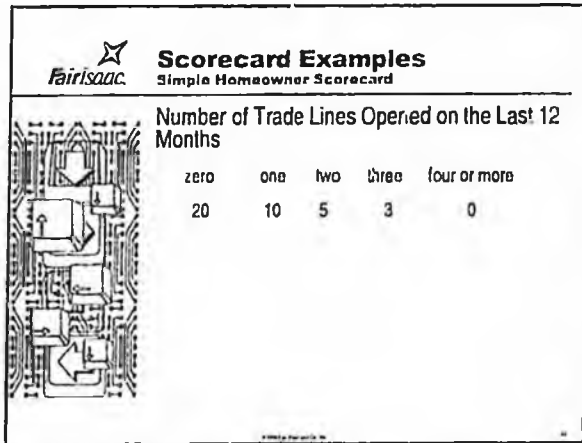 Fairisaac
Scorecard Examples
Simple Homeowner Scorecard
Number of Trade Lines Opened on the Last 12
Months
zero one two three four or more
20 10 5 3 0